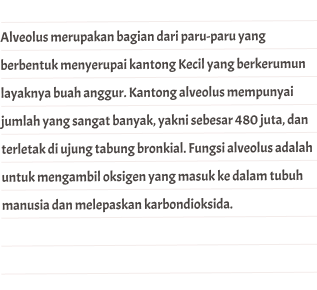 Alveolus merupakan bagian dari paru-paru yang
berbentuk menyerupai kantong Kecil yang berkerumun
layaknya buah anggur. Kantong alveolus mempunyai
jumlah yang sangat banyak, yakni sebesar 480 juta, dan
terletak di ujung tabung bronkial. Fungsi alveolus adalah
untuk mengambil oksigen yang masuk ke dalam tubuh
manusia dan melepaskan karbondioksida.